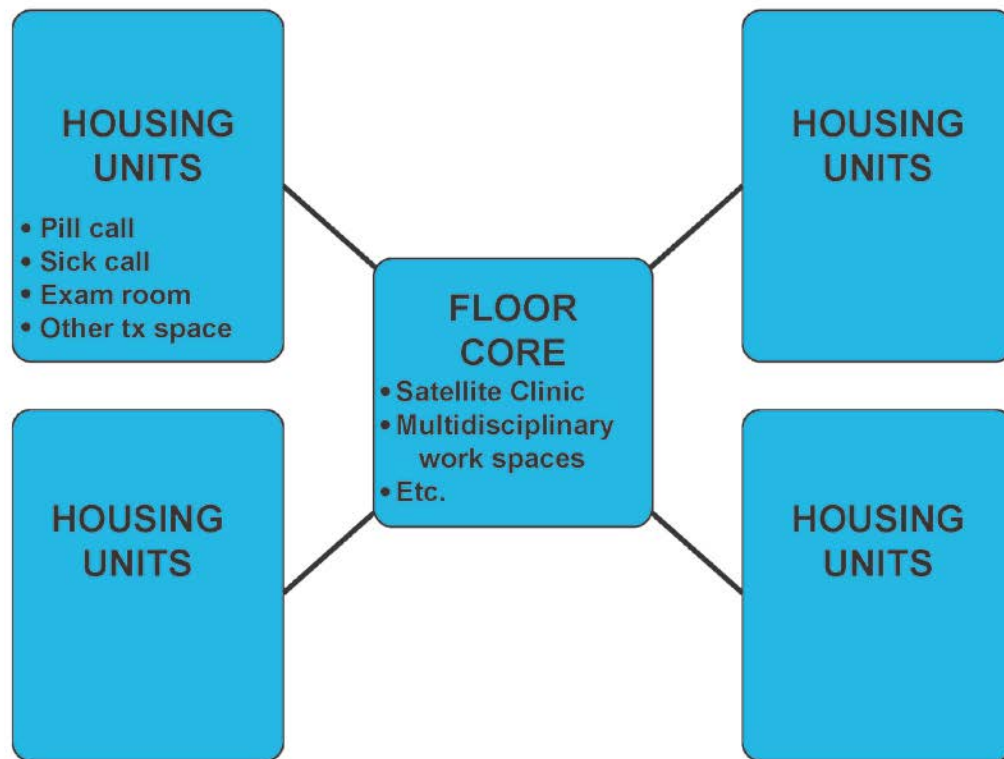 HOUSING
UNITS
• Pill call
• Sick call
• Exam room
• Other tx space
HOUSING
UNITS
FLOOR
CORE
• Satellite Clinic
• Multidisciplinary
work spaces
• Etc.
HOUSING
UNITS
HOUSING
UNITS